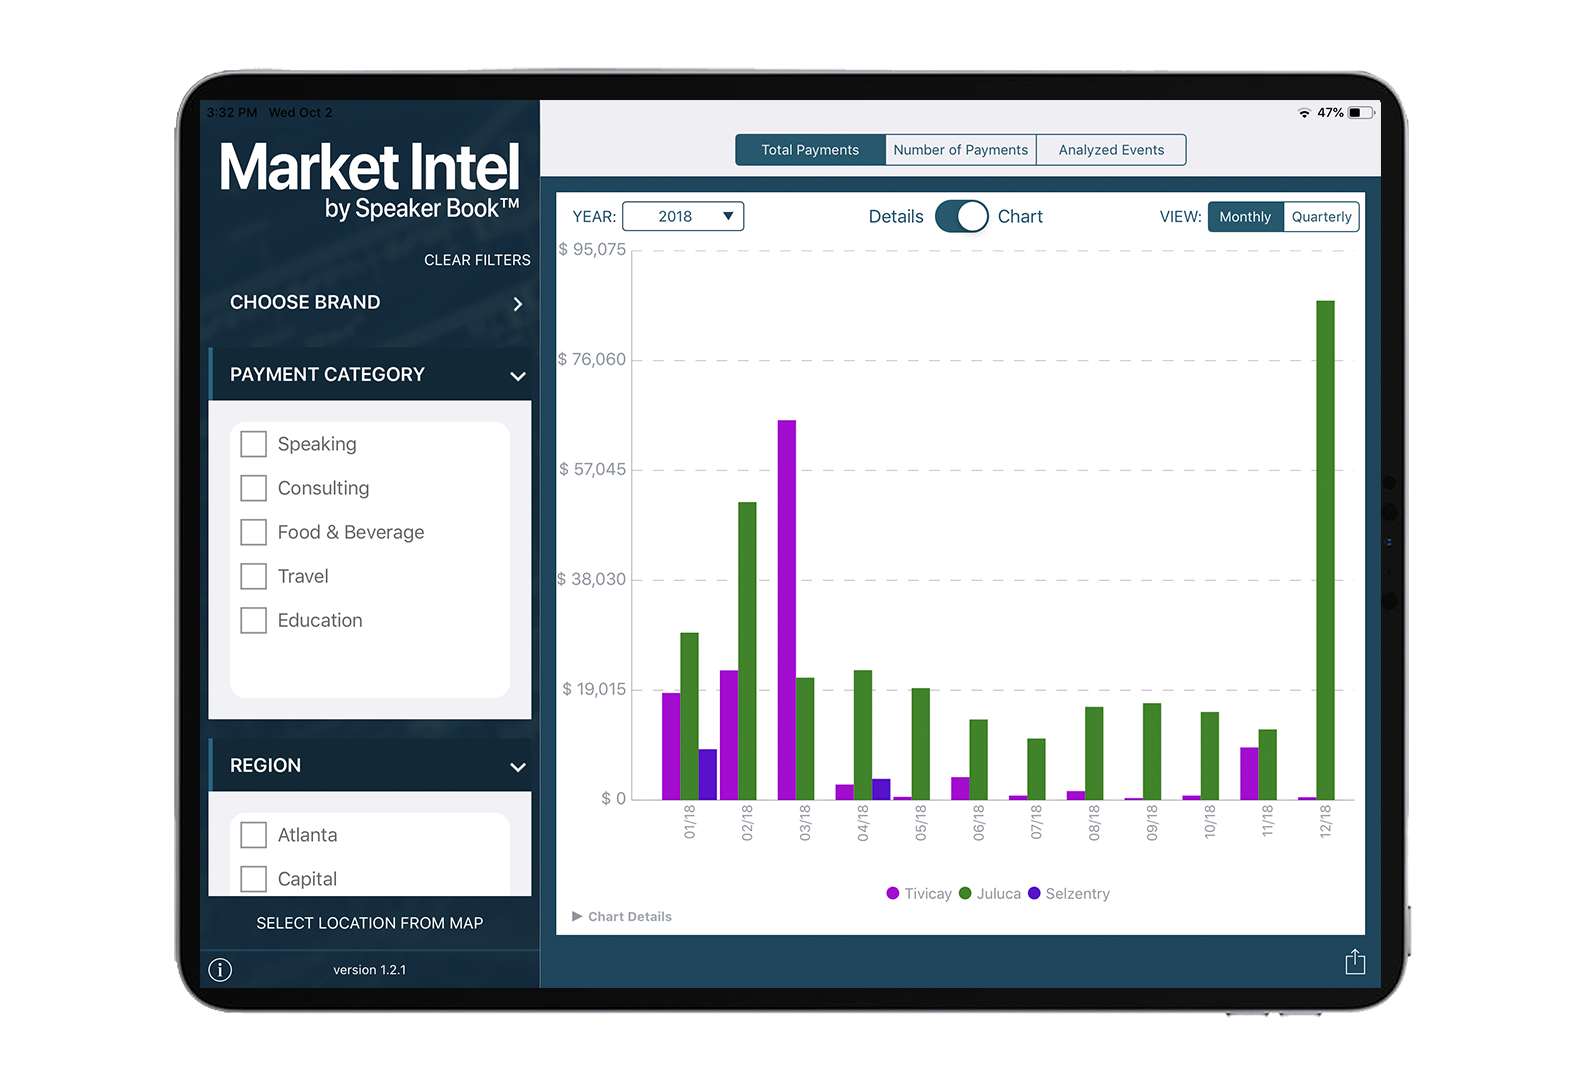 3:32 PM Wed Oct 2
47%
Market Intel
by Speaker Book™
CLEAR FILTERS
CHOOSE BRAND
PAYMENT CATEGORY
Speaking
Consulting
Food & Beverage
Travel
Education
REGION
Atlanta
Capital
SELECT LOCATION FROM MAP
version 1.2.1
Total Payments Number of Payments Analyzed Events
YEAR: 2018 Details Chart VIEW: Monthly Quarterly
$ 95,075
$ 76,060
$ 57,045
$ 38,030
$ 19,015
$ 0
01/18 02/18 03/18 04/18 05/18 06/18 07/18 08/18 09/18 10/18 11/18 12/18
Tivicay Juluca Selzentry
Chart Details